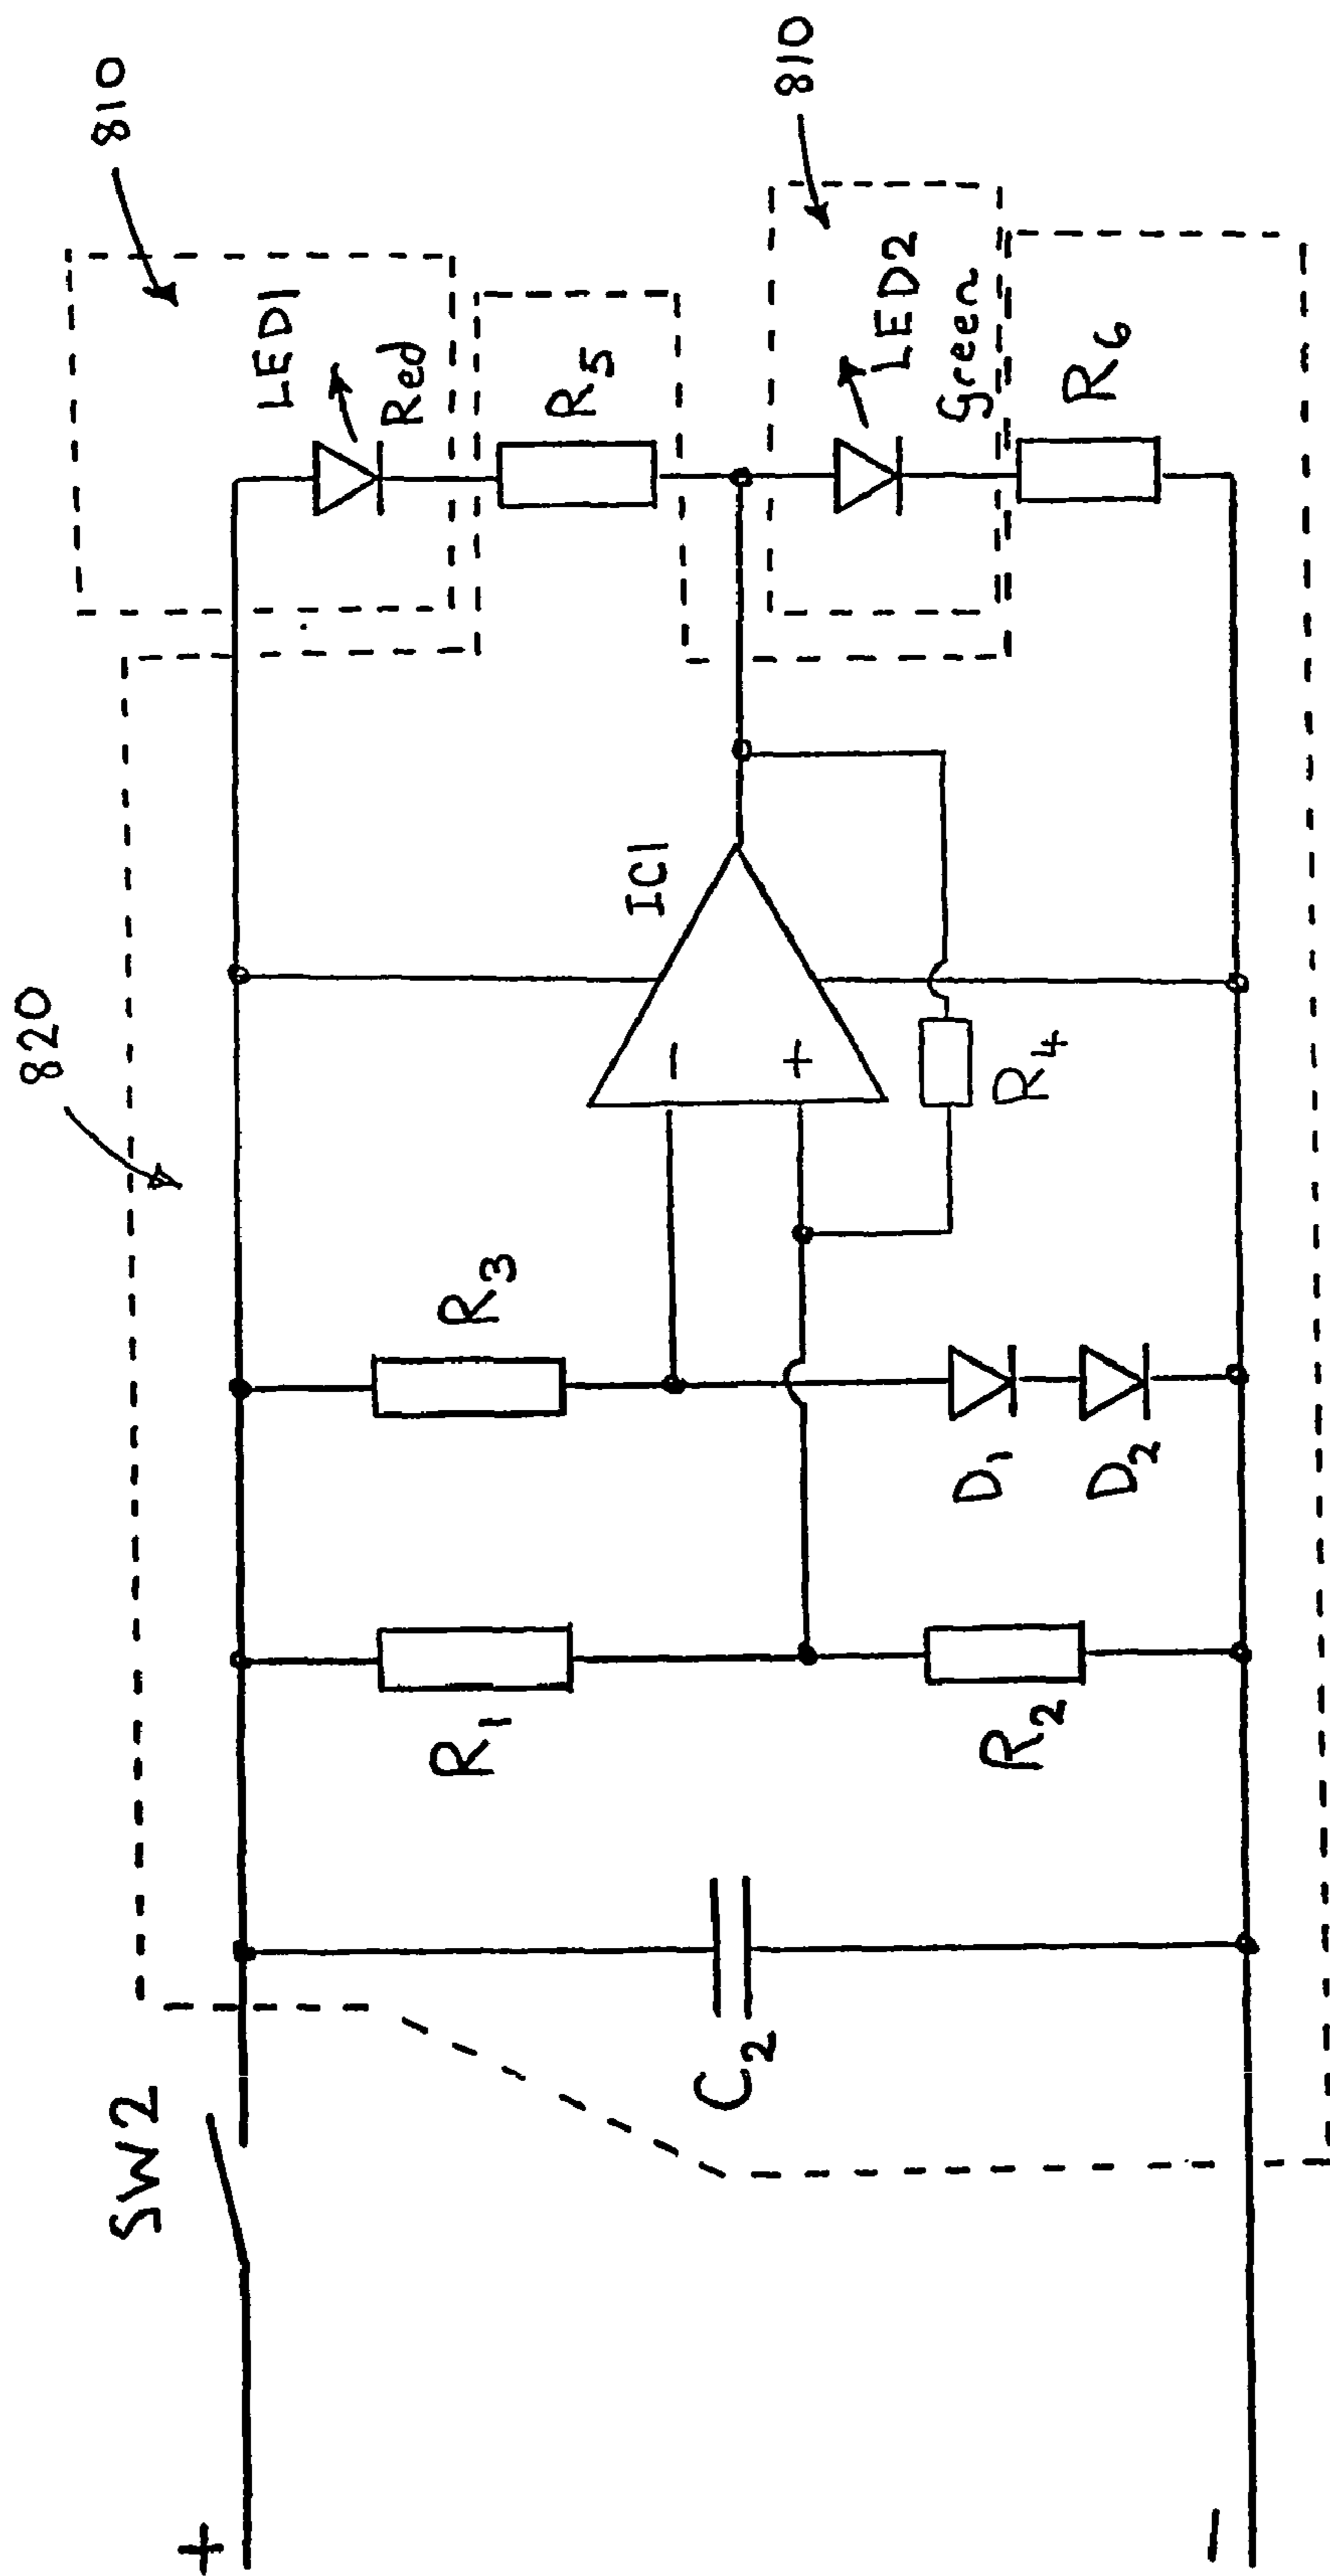 820
810
810
SW2
+
-
C2
R1
R2
R3
D1
D2
-
+
IC1
R4
LED1
Red
R5
LED2
Green
R6